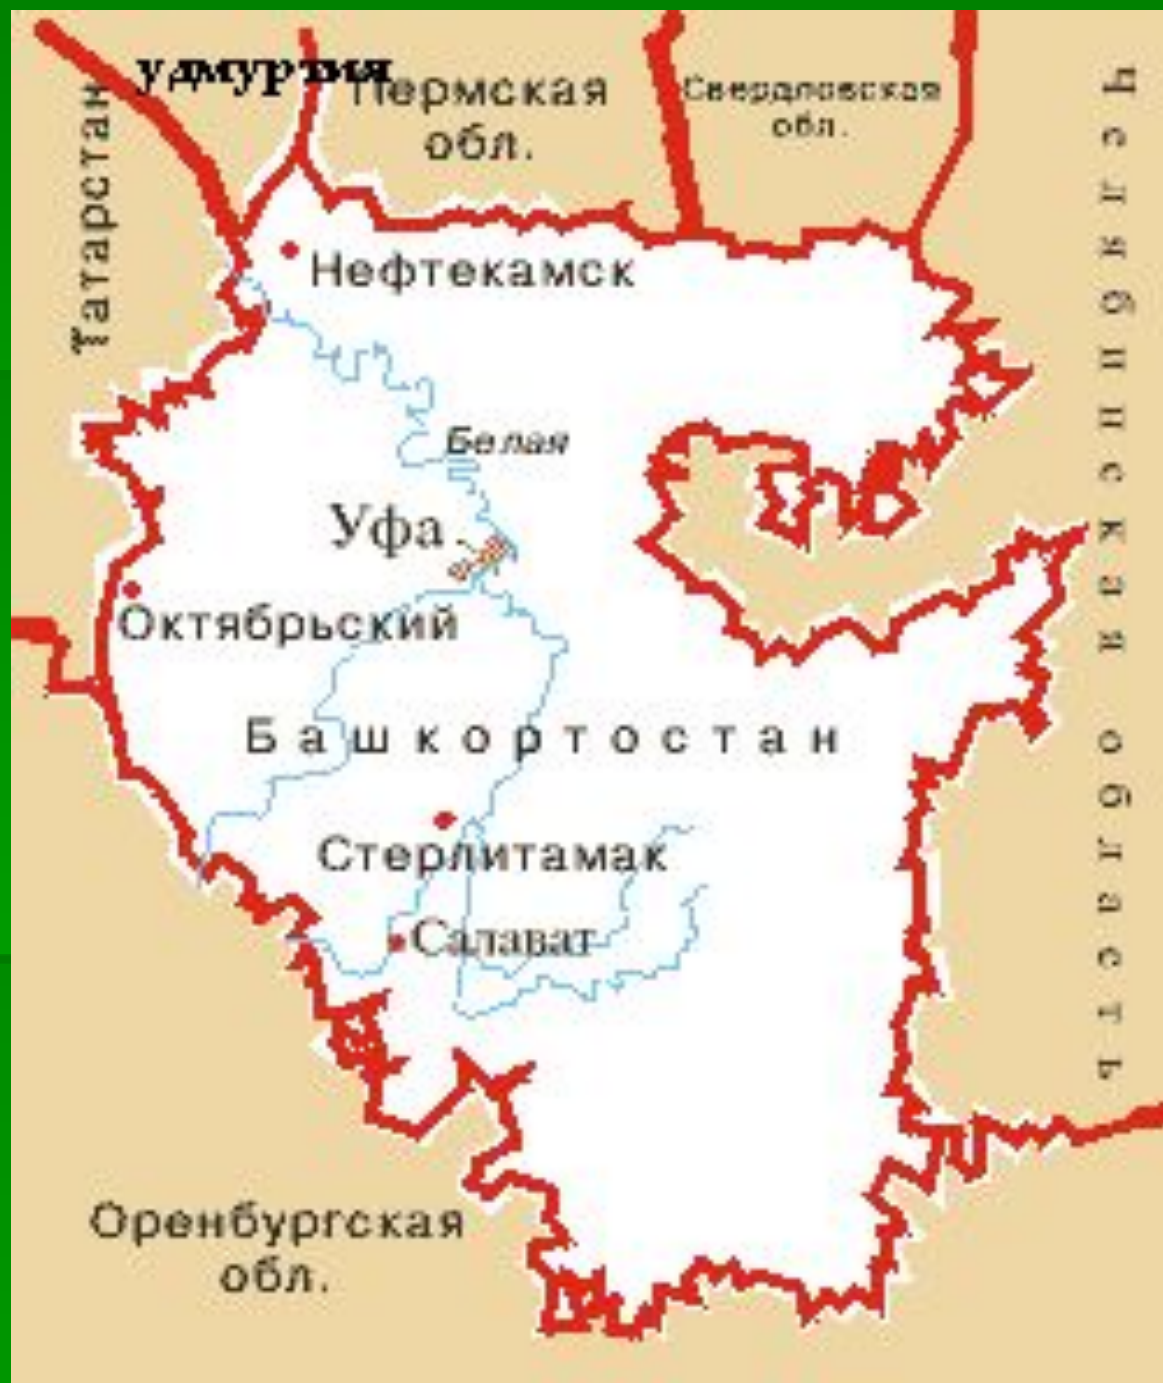 удмуртия
Пермская
обл.
Свердловская
обл.
Татарстан
Челябинская область
Нефтекамск
Белая
Уфа
Октябрьский
Башкортостан
Стерлитамак
Салават
Оренбургская
обл.